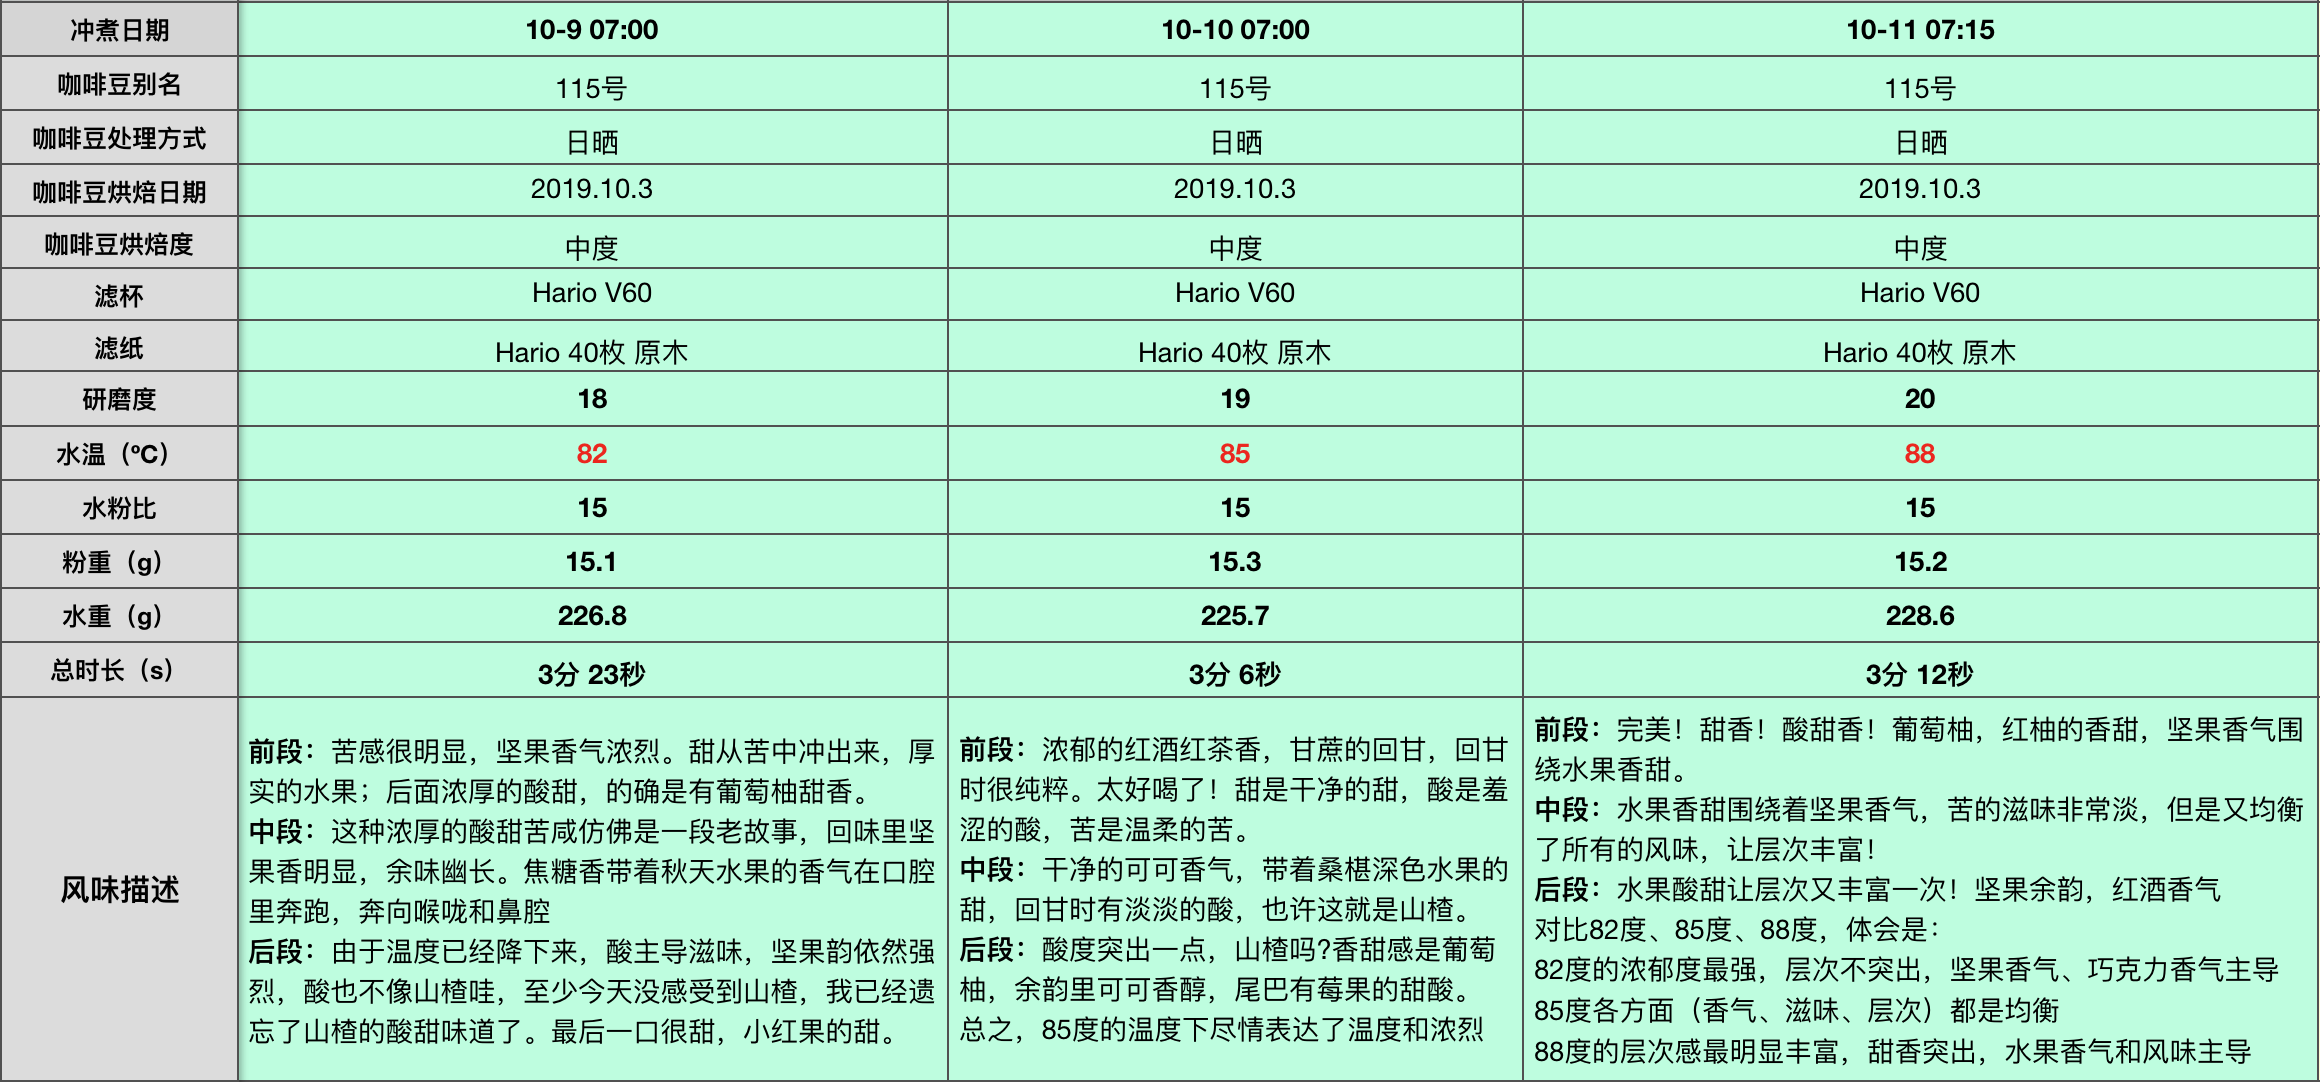 冲煮日期 10-9 07:00 10-10 07:00 10-11 07:15
咖啡豆别名 115号 115号 115号
咖啡豆处理方式 日晒 日晒 日晒
咖啡豆烘焙日期 2019.10.3 2019.10.3 2019.10.3
咖啡豆烘焙度 中度 中度 中度
滤杯 Hario V60 Hario V60 Hario V60
滤纸 Hario 40枚 原木 Hario 40枚 原木 Hario 40枚 原木
研磨度 18 19 20
水温（ºC） 82 85 88
水粉比 15 15 15
粉重（g） 15.1 15.3 15.2
水重（g） 226.8 225.7 228.6
总时长（s） 3分 23秒 3分 6秒 3分 12秒
风味描述
前段：苦感很明显，坚果香气浓烈。甜从苦中冲出来，厚
实的水果；后面浓厚的酸甜，的确是有葡萄柚甜香。
中段：这种浓厚的酸甜苦咸仿佛是一段老故事，回味里坚
果香明显，余味幽长。焦糖香带着秋天水果的香气在口腔
里奔跑，奔向喉咙和鼻腔
后段：由于温度已经降下来，酸主导滋味，坚果韵依然强
烈，酸也不像山楂哇，至少今天没感受到山楂，我已经遗
忘了山楂的酸甜味道了。最后一口很甜，小红果的甜。
前段：浓郁的红酒红茶香，甘蔗的回甘，回甘
时很纯粹。太好喝了！甜是干净的甜，酸是羞
涩的酸，苦是温柔的苦。
中段：干净的可可香气，带着桑椹深色水果的
甜，回甘时有淡淡的酸，也许这就是山楂。
后段：酸度突出一点，山楂吗?香甜感是葡萄
柚，余韵里可可香醇，尾巴有莓果的甜酸。
总之，85度的温度下尽情表达了温度和浓烈
前段：完美！甜香！酸甜香！葡萄柚，红柚的香甜，坚果香气围
绕水果香甜。
中段：水果香甜围绕着坚果香气，苦的滋味非常淡，但是又均衡
了所有的风味，让层次丰富！
后段：水果酸甜让层次又丰富一次！坚果余韵，红酒香气
对比82度、85度、88度，体会是：
82度的浓郁度最强，层次不突出，坚果香气、巧克力香气主导
85度各方面（香气、滋味、层次）都是均衡
88度的层次感最明显丰富，甜香突出，水果香气和风味主导